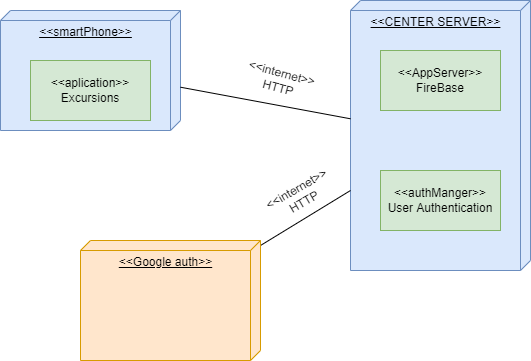 <<smartPhone>>
<<aplication>>
Excursions
<<internet>>
HTTP
<<CENTER SERVER>>
<<AppServer>>
FireBase
<<authManger>>
User Authentication
<<internet>>
HTTP
<<Google auth>>